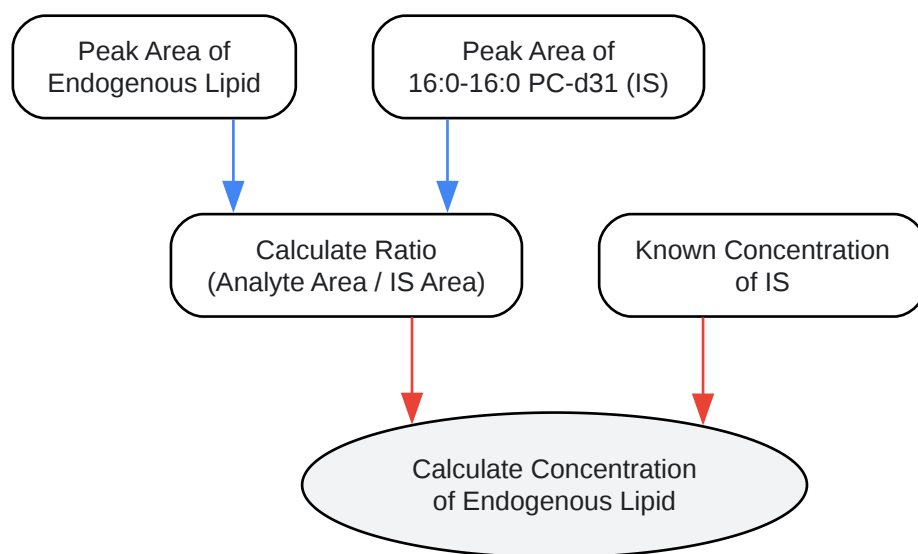 Peak Area of
Endogenous Lipid
Peak Area of
16:0-16:0 PC-d31 (IS)
Calculate Ratio
(Analyte Area / IS Area)
Known Concentration
of IS
Calculate Concentration
of Endogenous Lipid